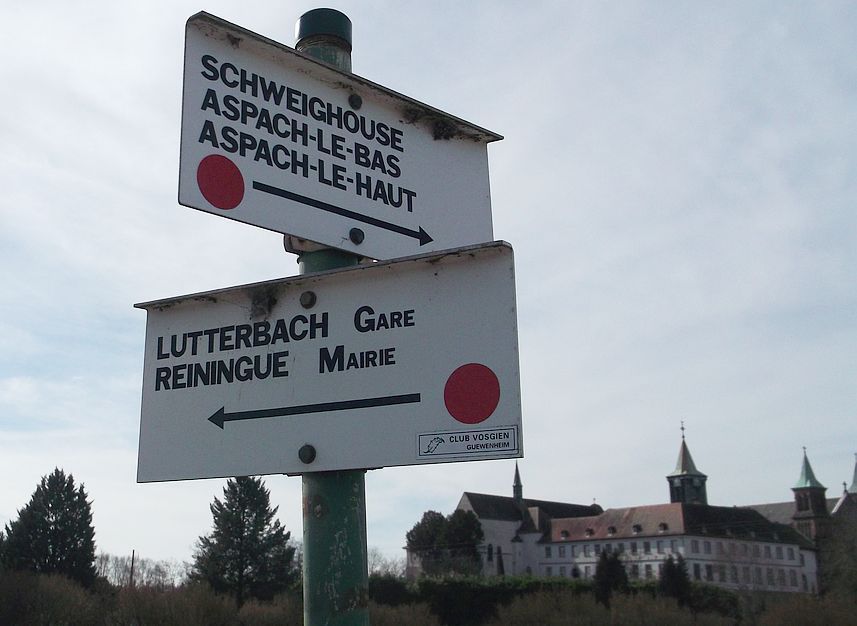 SCHWEIGHOUSE
ASPACH-LE-BAS
ASPACH-LE-HAUT
LUTTERBACH GARE
REININGUE MAIRIE
CLUB VOSGIEN
GUEWENHEIM